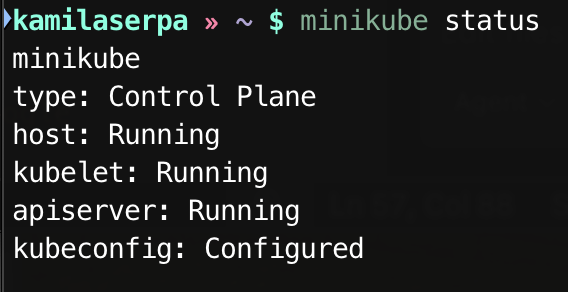 kamilaserpa » ~ $ minikube status
minikube
type: Control Plane
host: Running
kubelet: Running
apiserver: Running
kubeconfig: Configured